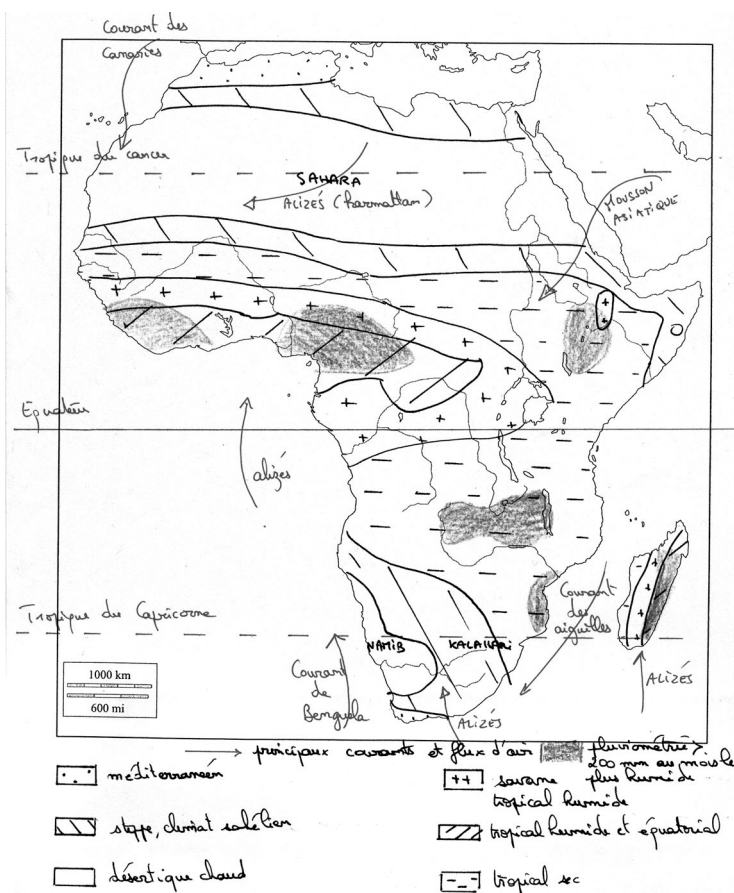 Courant des
Canaries
Tropique du cancer
SAHARA
ALIZÉS (harmattan)
MOUSSON
ASIATIQUE
Equateur
alizés
Tropique du Capricorne
NAMIB
KALAHARI
Courant
des
aiguilles
Courant
de
Benguela
ALIZÉS
ALIZÉS
1000 km
600 mi
principaux courants et flux d'air
pluviométrie >
200 mm au mois le
plus humide
méditerranéen
savane
tropical humide
steppe, climat sahélien
tropical humide et équatorial
désertique chaud
tropical sec